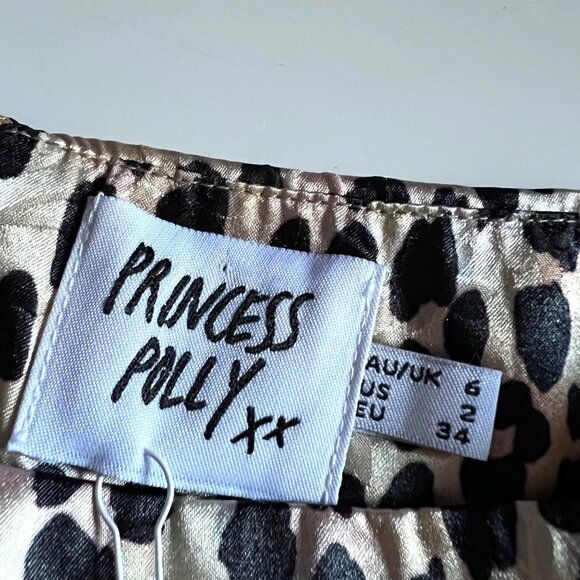 PRINCESS
POLLY xx
AU/UK 6
US 2
EU 34